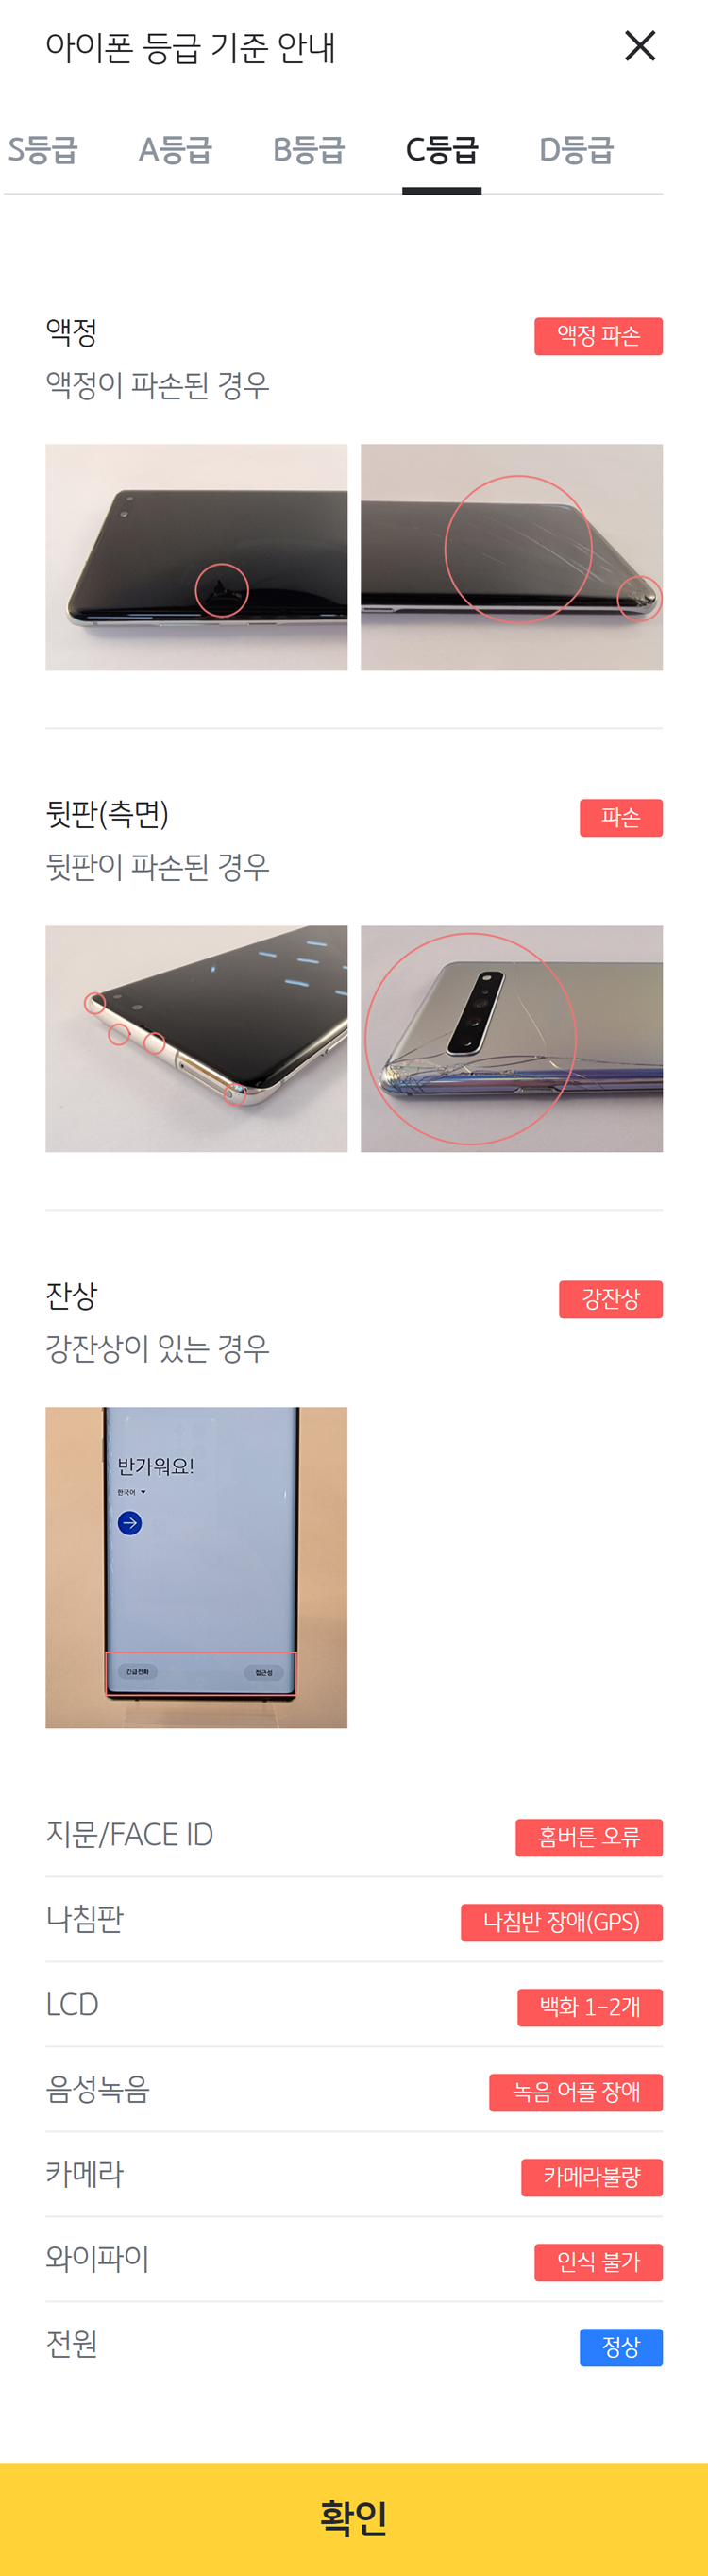 아이폰 등급 기준 안내
S등급 A등급 B등급 C등급 D등급
액정 액정 파손
액정이 파손된 경우
뒷판(측면) 파손
뒷판이 파손된 경우
잔상 강잔상
강잔상이 있는 경우
반가워요!
한국어
긴급전화 접근성
지문/FACE ID 홈버튼 오류
나침판 나침반 장애(GPS)
LCD 백화 1-2개
음성녹음 녹음 어플 장애
카메라 카메라불량
와이파이 인식 불가
전원 정상
확인